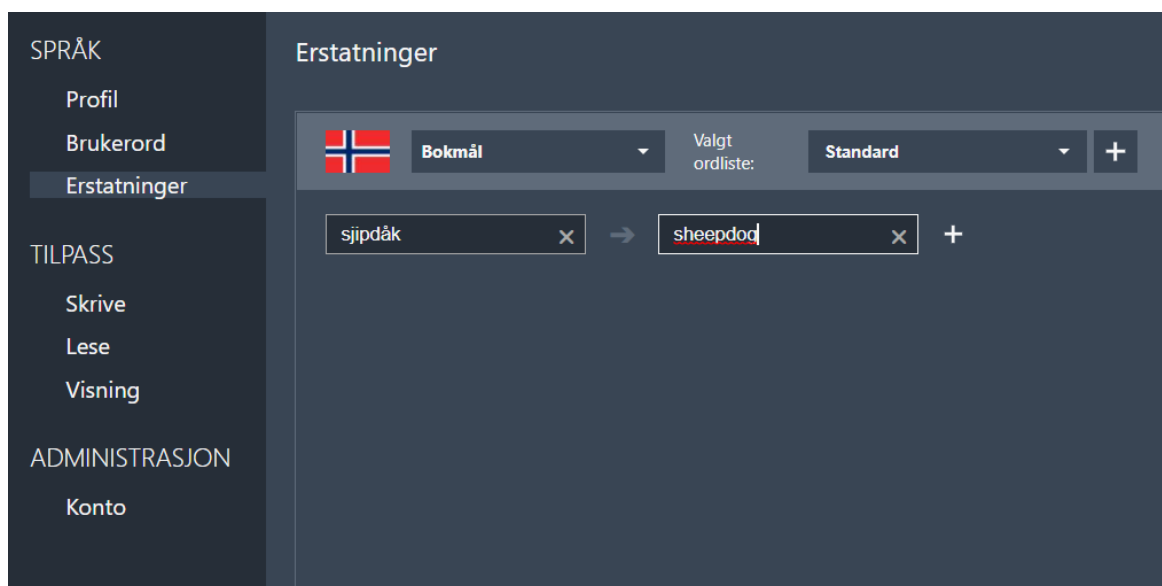 SPRÅK
Profil
Brukerord
Erstatninger
TILPASS
Skrive
Lese
Visning
ADMINISTRASJON
Konto
Erstatninger
Bokmål
Valgt
ordliste:
Standard
sjipdåk
sheepdog